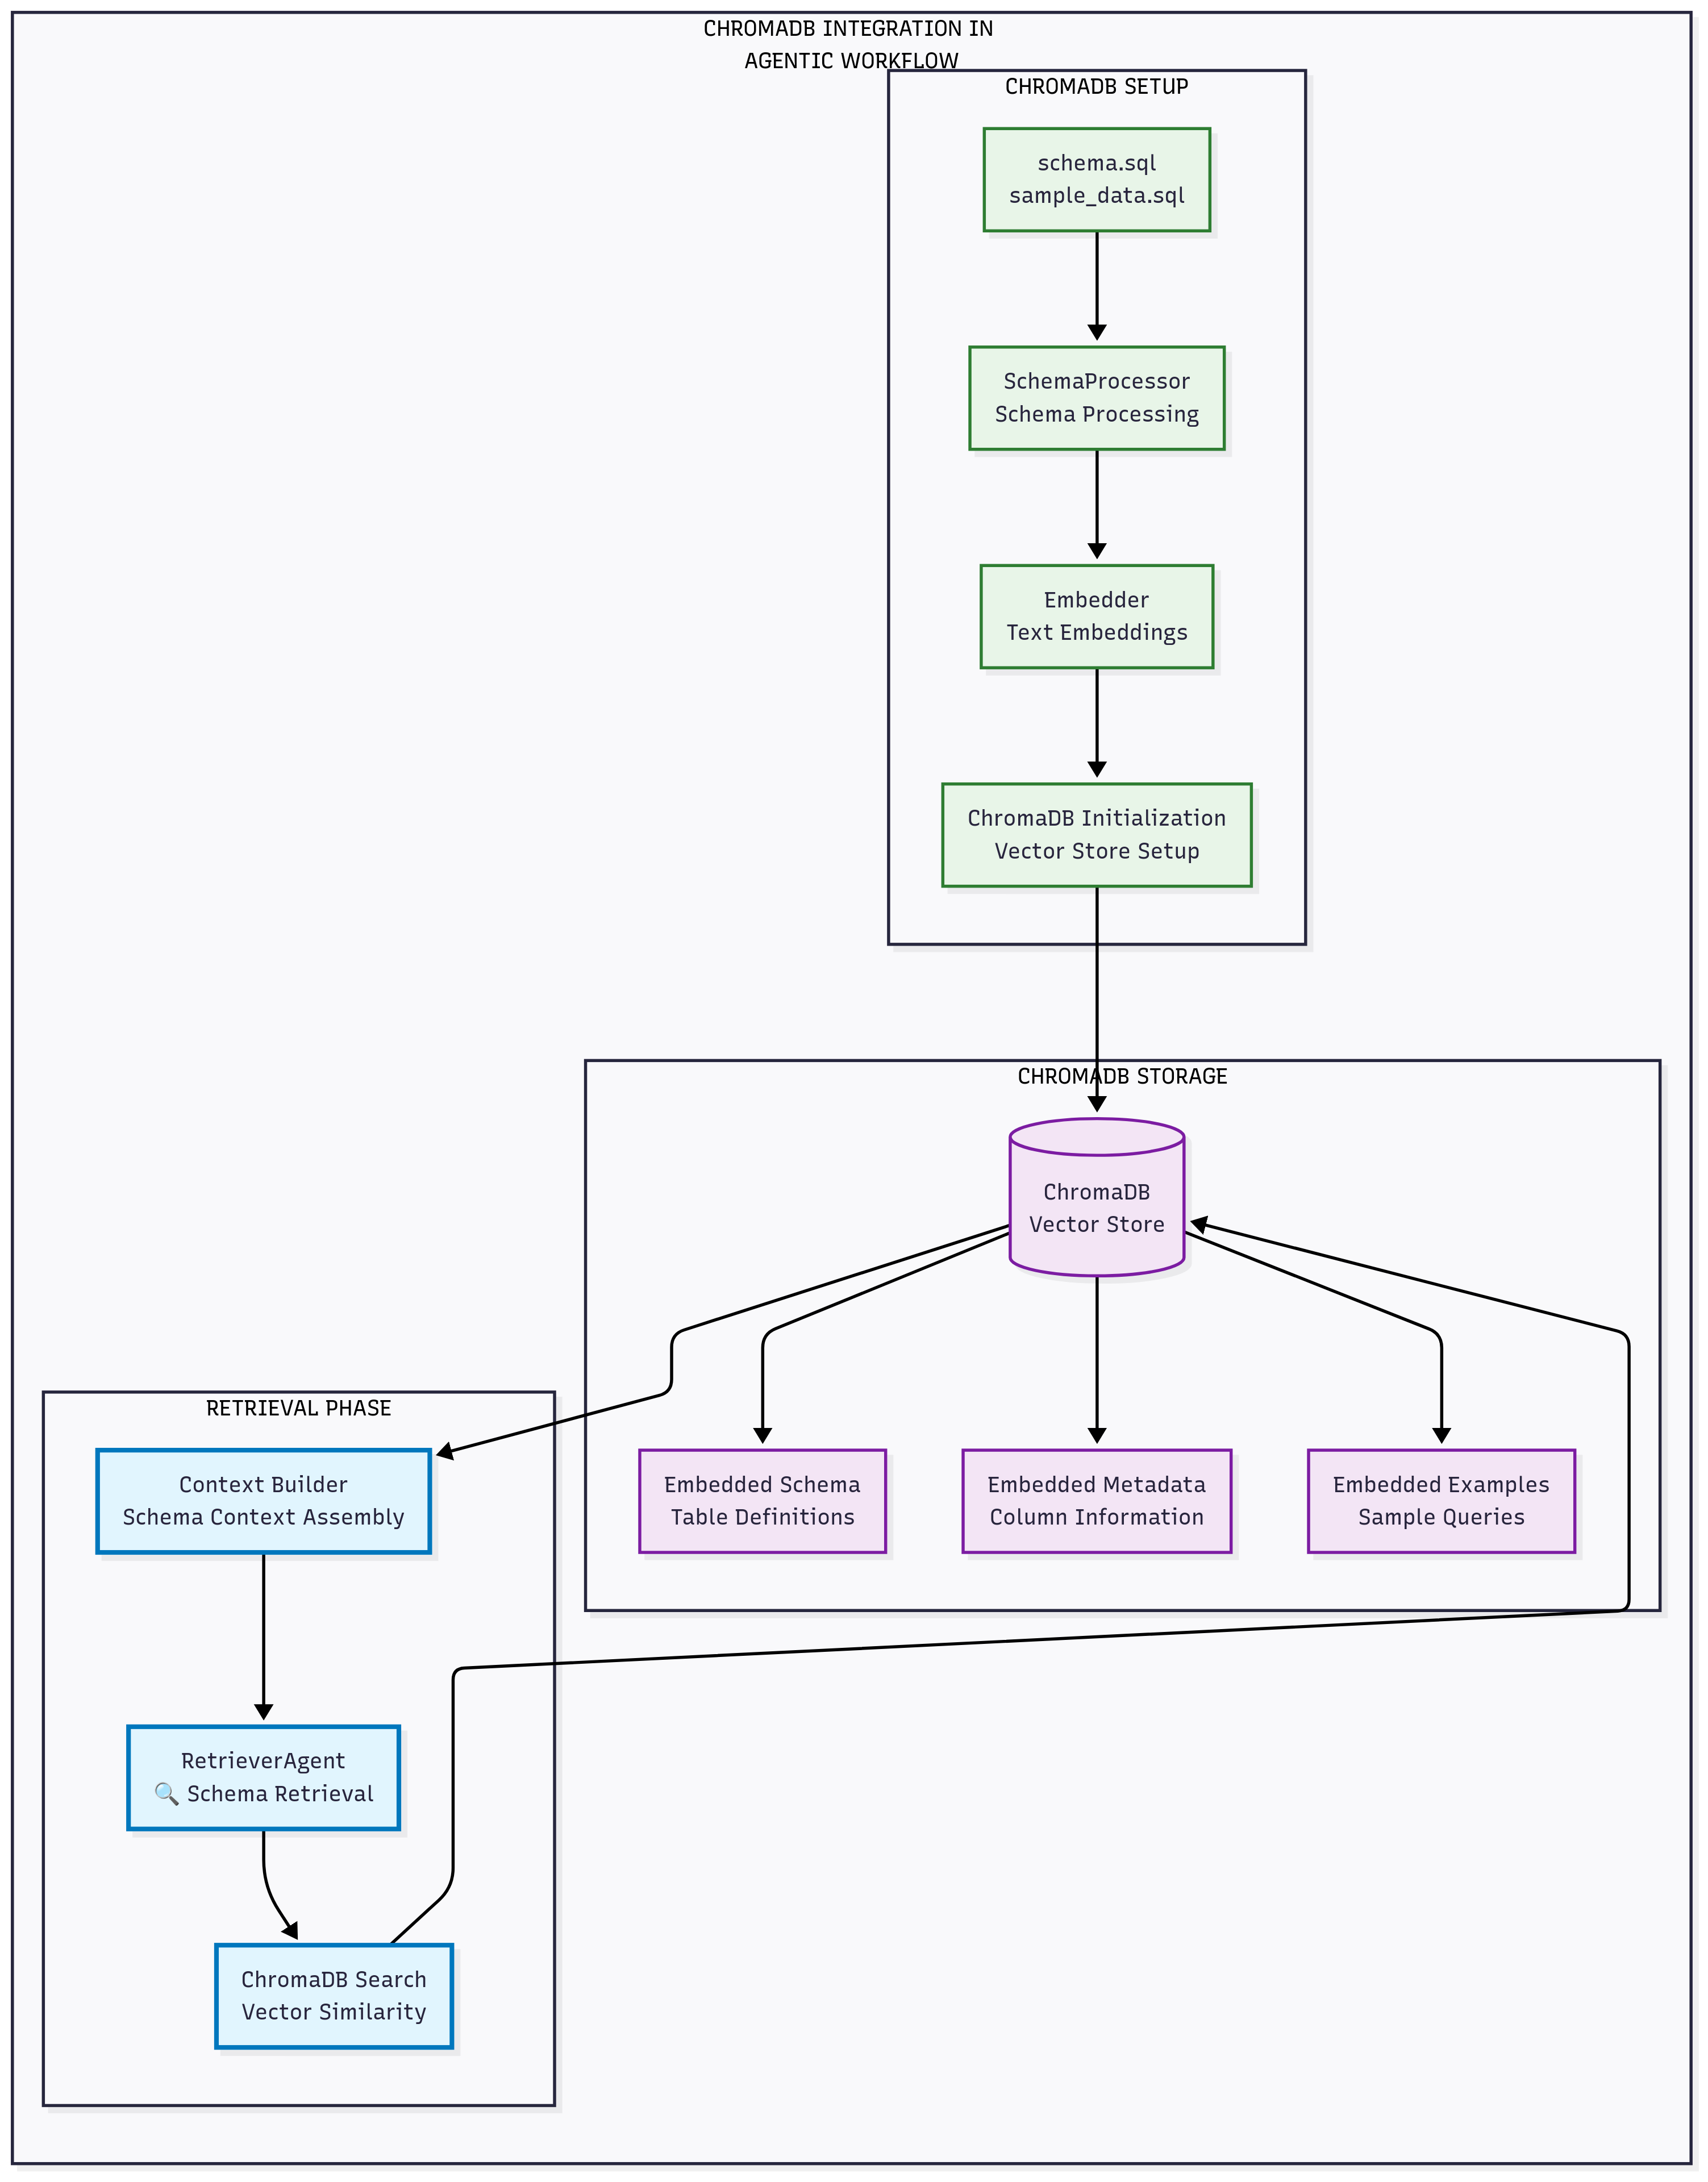 CHROMADB INTEGRATION IN
AGENTIC WORKFLOW
CHROMADB SETUP
schema.sql
sample_data.sql
SchemaProcessor
Schema Processing
Embedder
Text Embeddings
ChromaDB Initialization
Vector Store Setup
CHROMADB STORAGE
ChromaDB
Vector Store
Embedded Schema
Table Definitions
Embedded Metadata
Column Information
Embedded Examples
Sample Queries
RETRIEVAL PHASE
Context Builder
Schema Context Assembly
RetrieverAgent
🔍 Schema Retrieval
ChromaDB Search
Vector Similarity